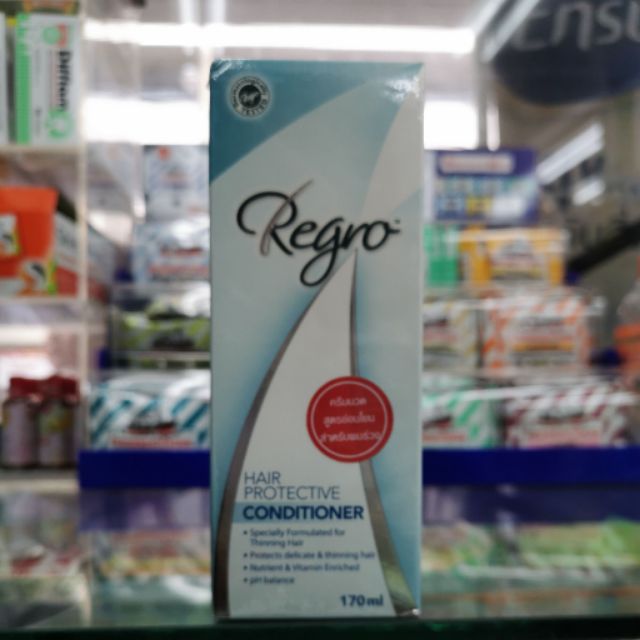 Regro
ครีมนวด
สูตรอ่อนโยน
สำหรับผมร่วง
HAIR
PROTECTIVE
CONDITIONER
• Specially Formulated for
Thinning Hair
• Protects delicate & thinning hair
• Nutrient & Vitamin Enriched
• pH balance
170ml